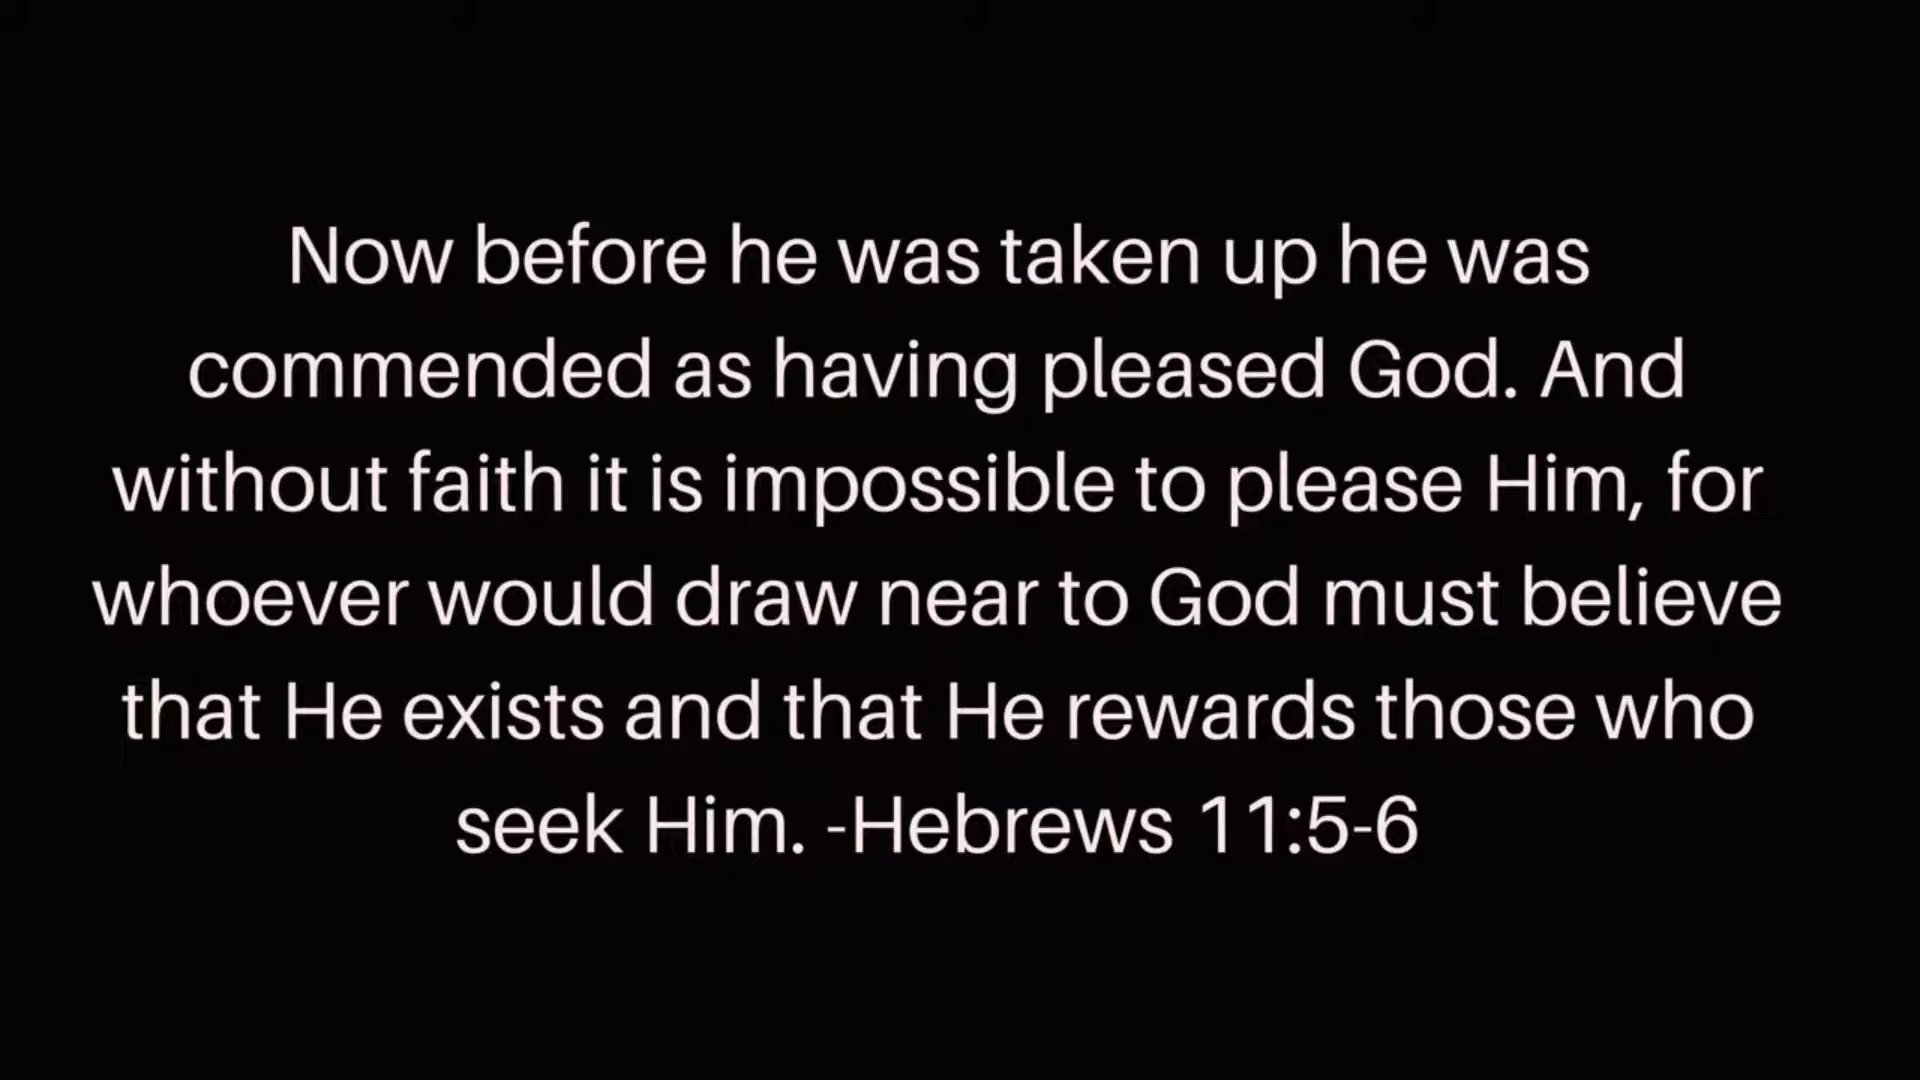 Now before he was taken up he was
commended as having pleased God. And
without faith it is impossible to please Him, for
whoever would draw near to God must believe
that He exists and that He rewards those who
seek Him. -Hebrews 11:5-6